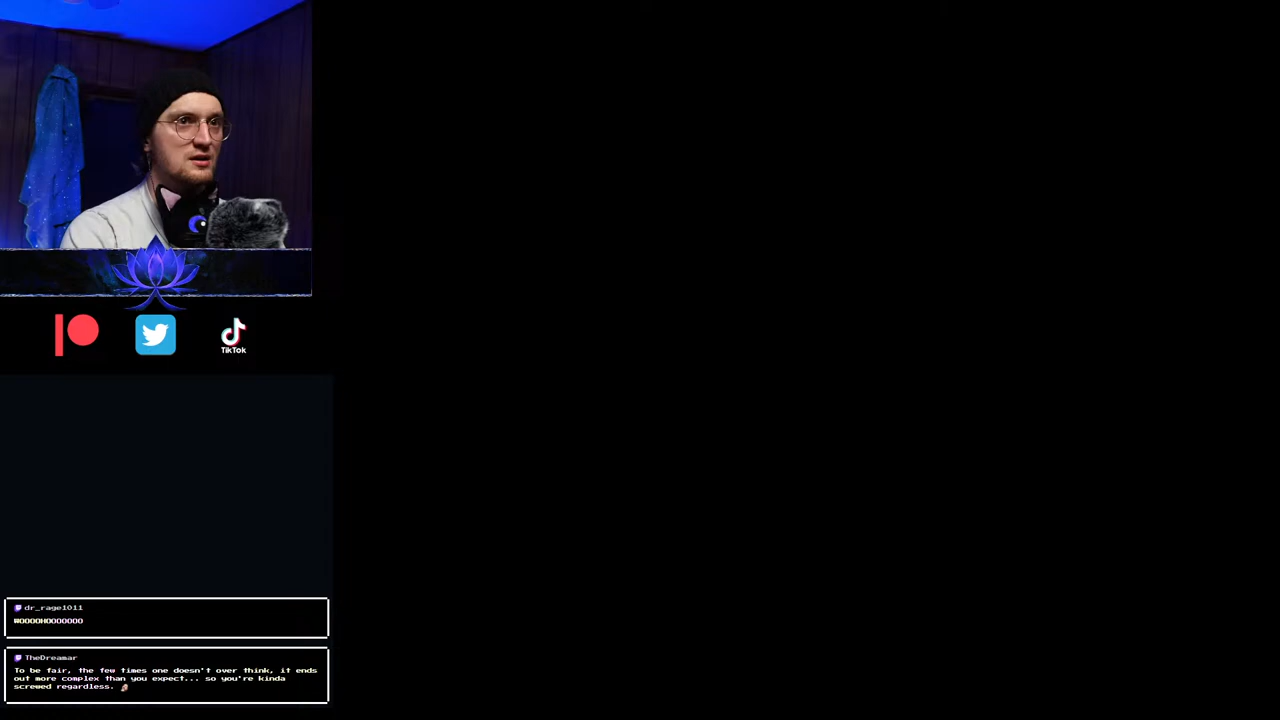 TikTok
dr_rage1011
WOOOOHOOOOOOO
TheDreamar
To be fair, the few times one doesn't over think, it ends
out more complex than you expect... so you're kinda
screwed regardless.